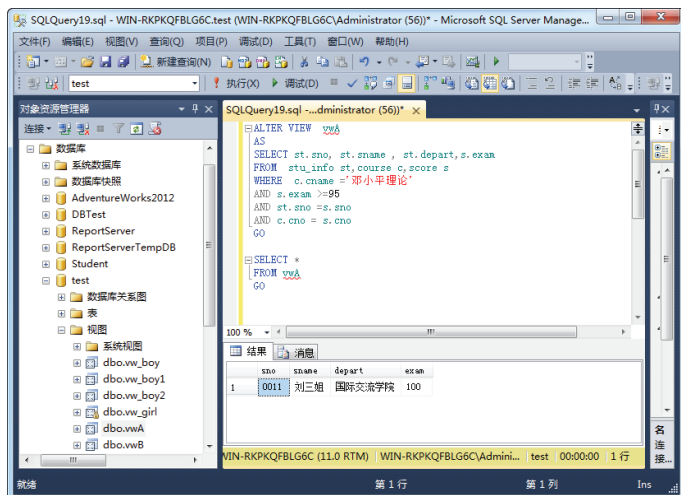 SQLQuery19.sql - WIN-RKPKQFBLG6C.test (WIN-RKPKQFBLG6C\Administrator (56))* - Microsoft SQL Server Manage...
文件(F) 编辑(E) 视图(V) 查询(Q) 项目(P) 调试(D) 工具(T) 窗口(W) 帮助(H)
新建查询(N)
test 执行(X) 调试(D)
对象资源管理器
连接
数据库
系统数据库
数据库快照
AdventureWorks2012
DBTest
ReportServer
ReportServerTempDB
Student
test
数据库关系图
表
视图
系统视图
dbo.vw_boy
dbo.vw_boy1
dbo.vw_boy2
dbo.vw_girl
dbo.vwA
dbo.vwB
SQLQuery19.sql -...dministrator (56))*
ALTER VIEW vwA
AS
SELECT st.sno, st.sname , st.depart,s.exam
FROM stu_info st,course c,score s
WHERE c.cname ='邓小平理论'
AND s.exam >=95
AND st.sno =s.sno
AND c.cno = s.cno
GO
SELECT *
FROM vwA
GO
100 %
结果 消息
sno sname depart exam
1 0011 刘三姐 国际交流学院 100
WIN-RKPKQFBLG6C (11.0 RTM) WIN-RKPKQFBLG6C\Admini... test 00:00:00 1 行
名
连
接...
就绪 第 1 行 第 1 列 Ins